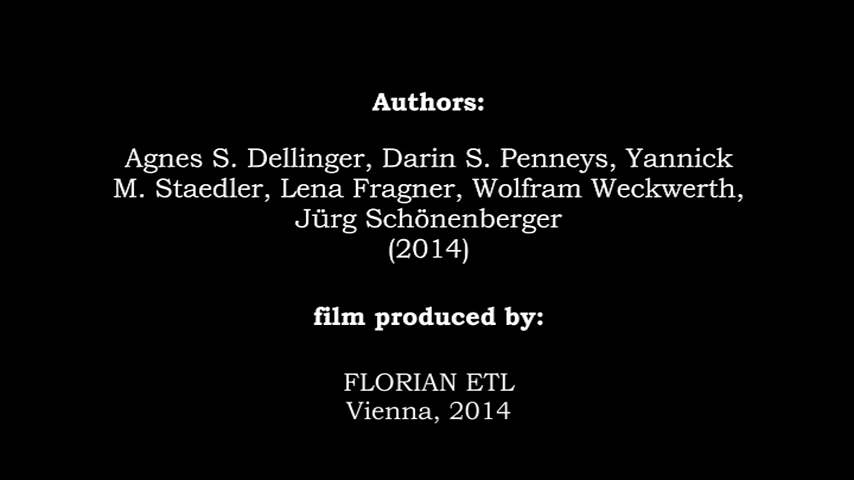 Authors:
Agnes S. Dellinger, Darin S. Penneys, Yannick
M. Staedler, Lena Fragner, Wolfram Weckwerth,
Jürg Schönenberger
(2014)
film produced by:
FLORIAN ETL
Vienna, 2014